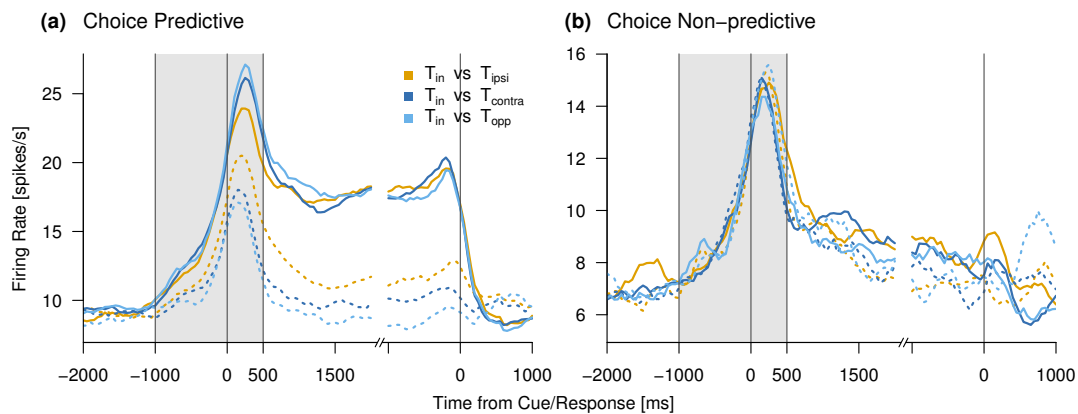 (a) Choice Predictive
(b) Choice Non−predictive
Firing Rate [spikes/s]
25
20
15
10
T_in vs T_ipsi
T_in vs T_contra
T_in vs T_opp
−2000 −1000 0 500 1500 0 1000
16
14
12
10
8
6
−2000 −1000 0 500 1500 0 1000
Time from Cue/Response [ms]